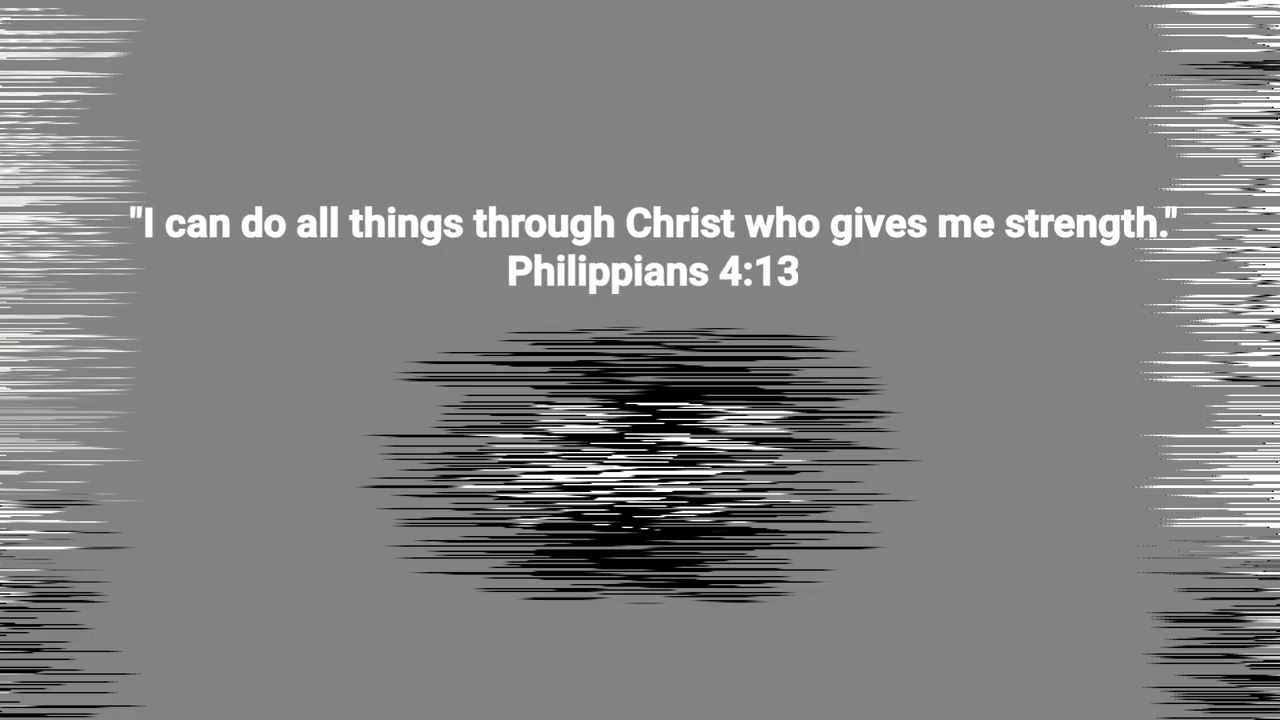 "I can do all things through Christ who gives me strength."
Philippians 4:13